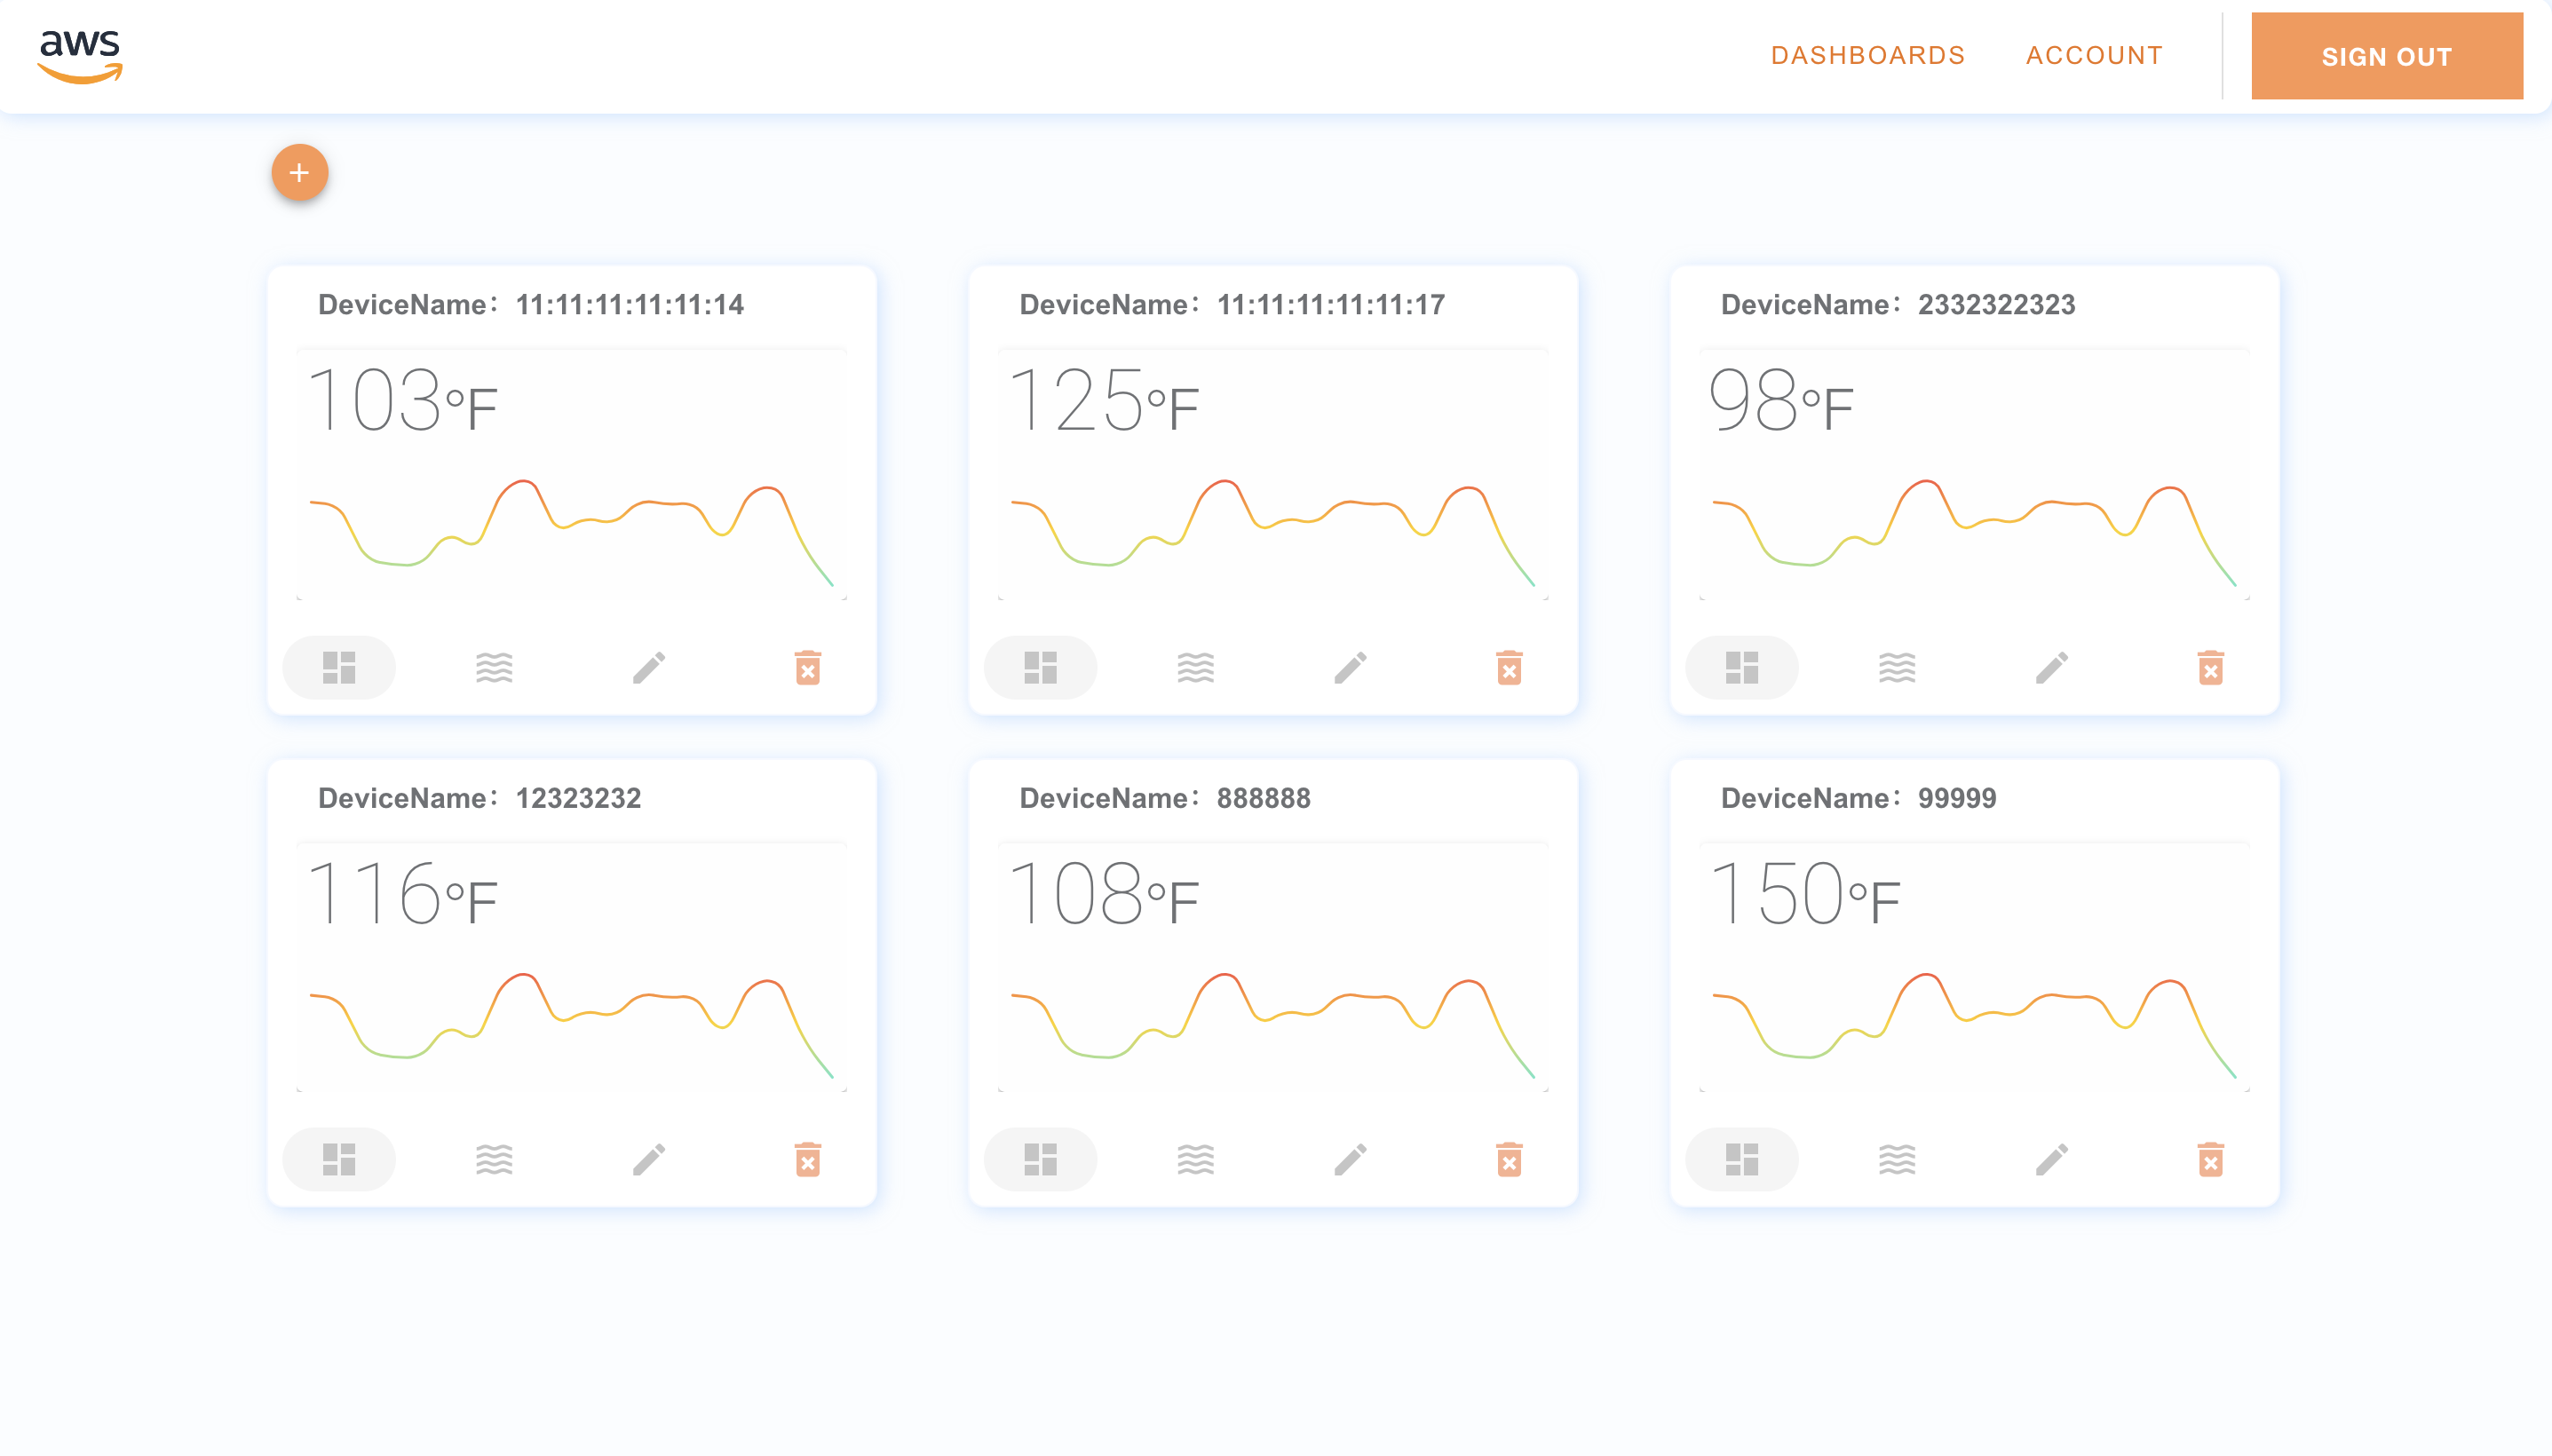 aws
DASHBOARDS ACCOUNT SIGN OUT
+
DeviceName：11:11:11:11:11:14
103°F
DeviceName：11:11:11:11:11:17
125°F
DeviceName：2332322323
98°F
DeviceName：12323232
116°F
DeviceName：888888
108°F
DeviceName：99999
150°F